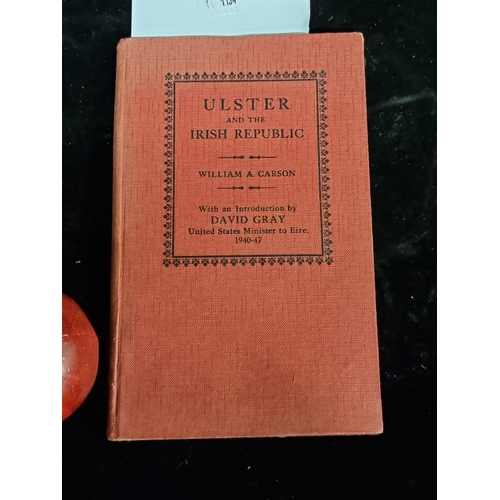 ULSTER
AND THE
IRISH REPUBLIC
WILLIAM A. CARSON
With an Introduction by
DAVID GRAY
United States Minister to Eire,
1940-47